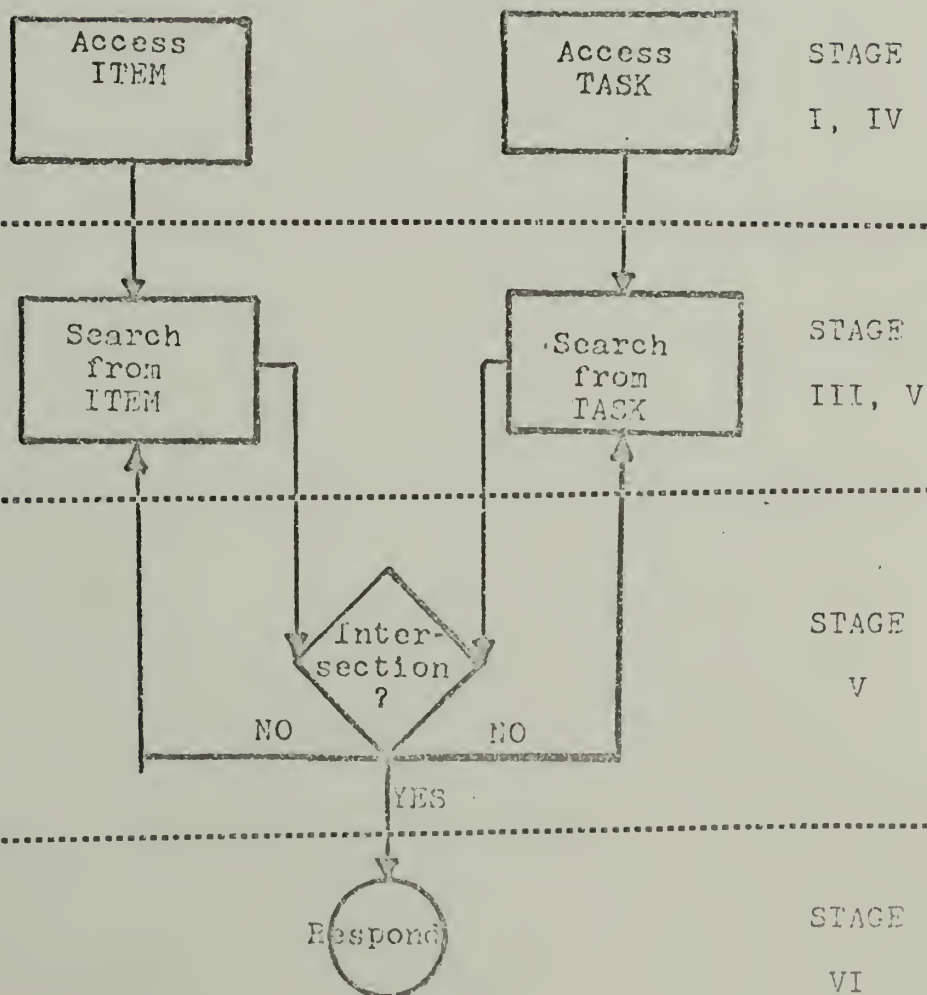 Access
ITEM
Access
TASK
STAGE
I, IV
Search
from
ITEM
Search
from
TASK
STAGE
III, V
Inter-
section
?
STAGE
V
NO
NO
YES
Respond
STAGE
VI